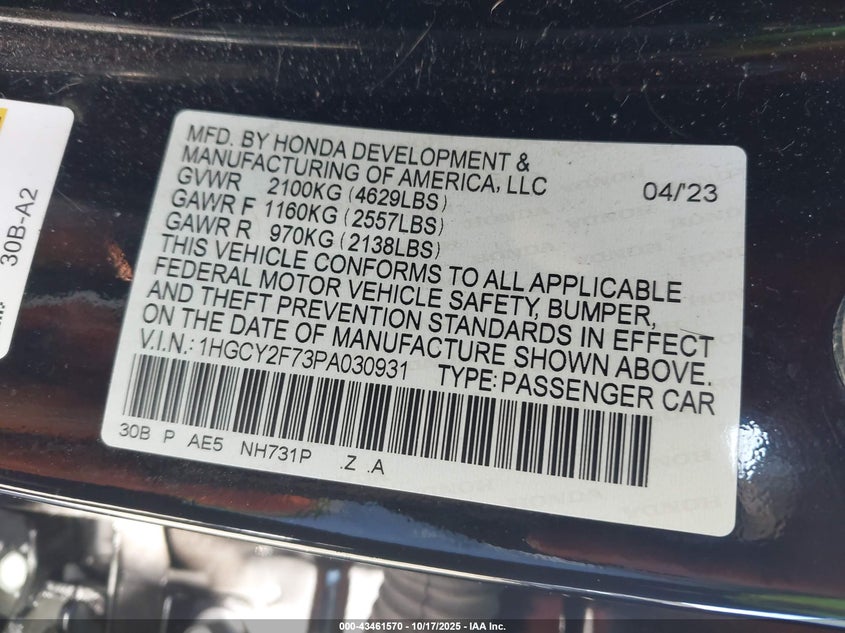 30B-A2
MFD. BY HONDA DEVELOPMENT &
MANUFACTURING OF AMERICA, LLC
GVWR 2100KG (4629LBS) 04/'23
GAWR F 1160KG (2557LBS)
GAWR R 970KG (2138LBS)
THIS VEHICLE CONFORMS TO ALL APPLICABLE
FEDERAL MOTOR VEHICLE SAFETY, BUMPER,
AND THEFT PREVENTION STANDARDS IN EFFECT
ON THE DATE OF MANUFACTURE SHOWN ABOVE.
V.I.N.: 1HGCY2F73PA030931 TYPE: PASSENGER CAR
30B P AE5 NH731P .Z .A
HONDA
000-43461570 | 10/17/2025 | IAA Inc.